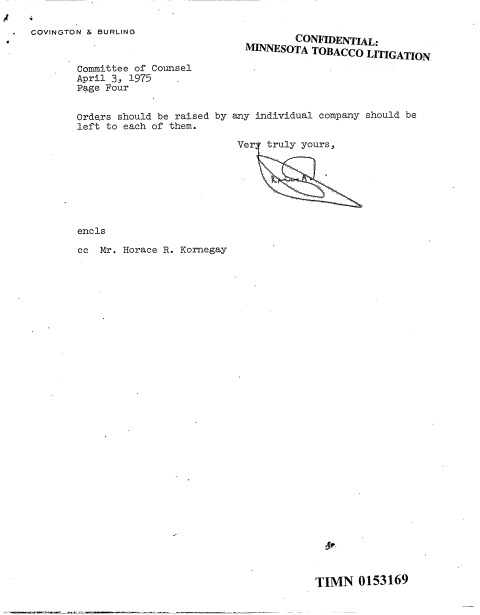 COVINGTON & BURLING
CONFIDENTIAL:
MINNESOTA TOBACCO LITIGATION
Committee of Counsel
April 3, 1975
Page Four
Orders should be raised by any individual company should be
left to each of them.
Very truly yours,
encls
cc Mr. Horace R. Kornegay
TIMN 0153169